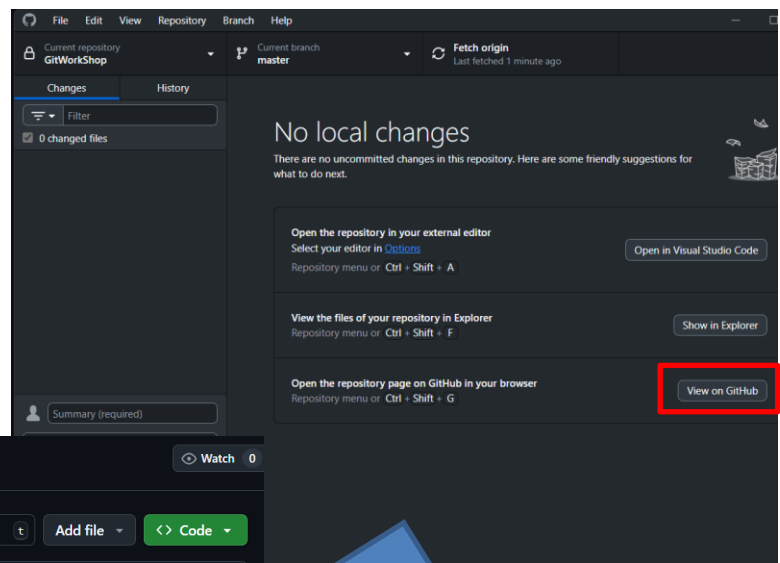 File Edit View Repository Branch Help
Current repository
GitWorkShop
Current branch
master
Fetch origin
Last fetched 1 minute ago
Changes History
Filter
0 changed files
No local changes
There are no uncommitted changes in this repository. Here are some friendly suggestions for
what to do next.
Open the repository in your external editor
Select your editor in Options
Repository menu or Ctrl + Shift + A
Open in Visual Studio Code
View the files of your repository in Explorer
Repository menu or Ctrl + Shift + F
Show in Explorer
Open the repository page on GitHub in your browser
Repository menu or Ctrl + Shift + G
View on GitHub
Summary (required)
Watch 0
t Add file <> Code